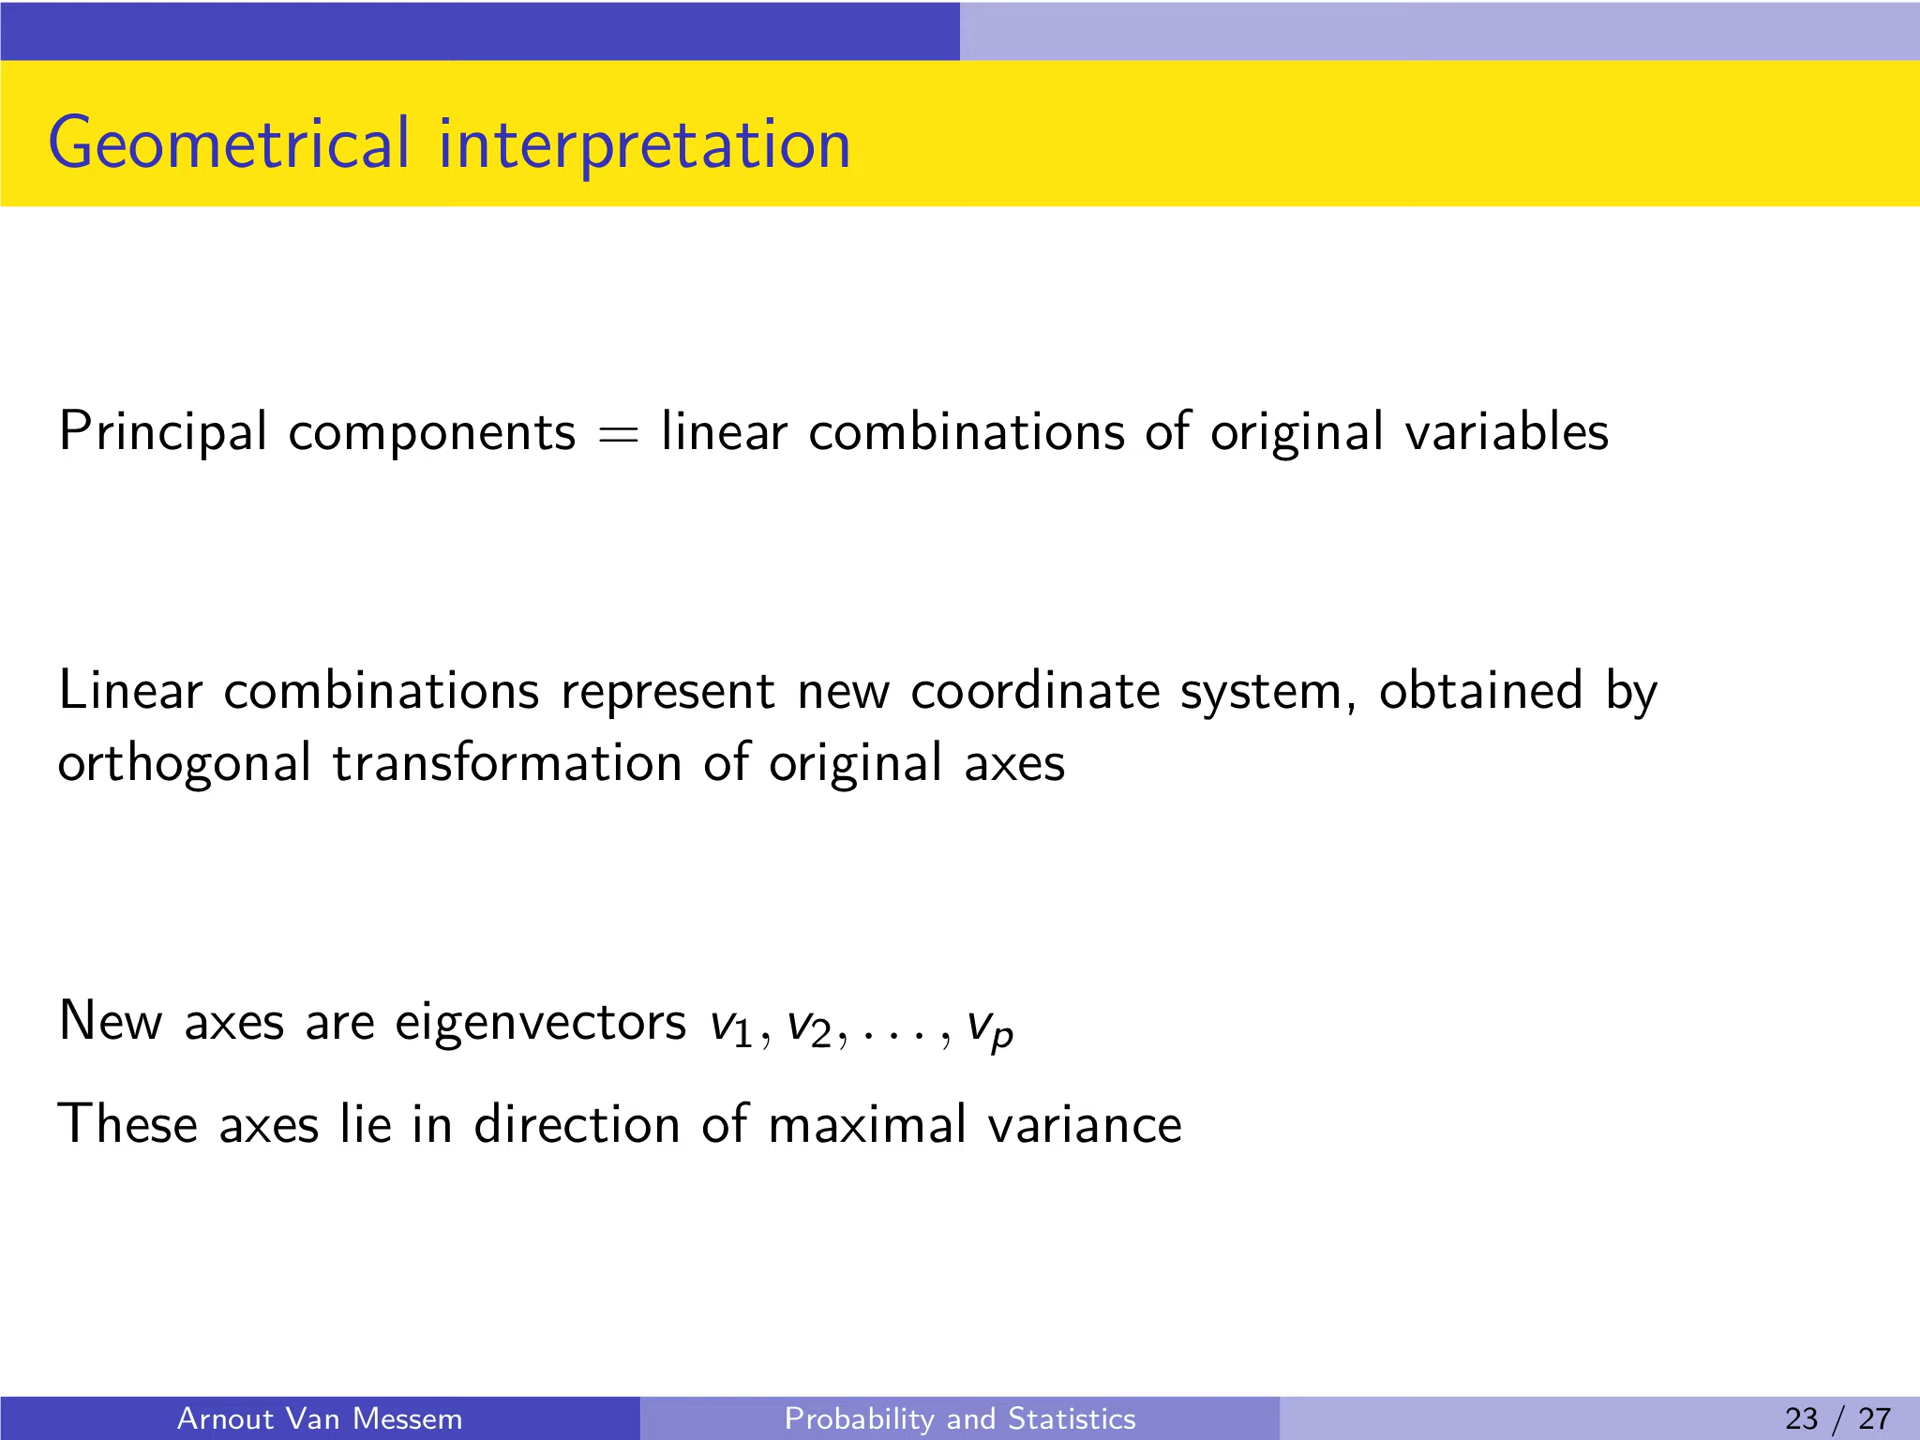 Geometrical interpretation
Principal components = linear combinations of original variables
Linear combinations represent new coordinate system, obtained by
orthogonal transformation of original axes
New axes are eigenvectors v₁, v₂, . . . , vₚ
These axes lie in direction of maximal variance
Arnout Van Messem
Probability and Statistics
23 / 27